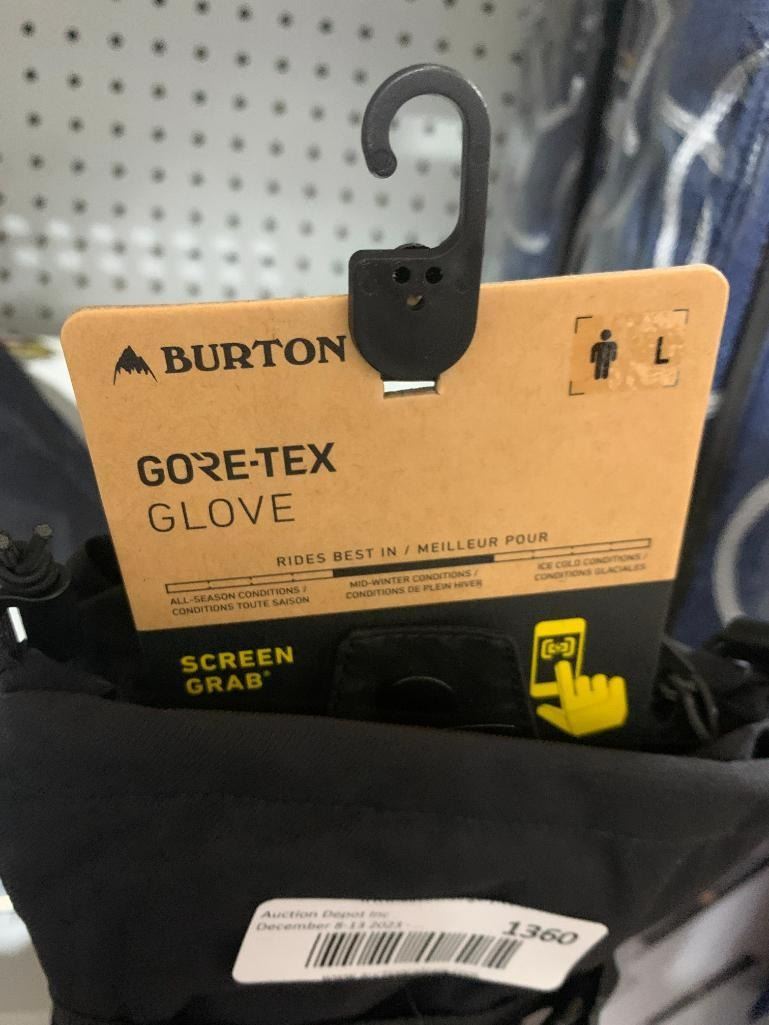 BURTON
L
GORE-TEX
GLOVE
RIDES BEST IN / MEILLEUR POUR
ALL-SEASON CONDITIONS /
CONDITIONS TOUTE SAISON
MID-WINTER CONDITIONS /
CONDITIONS DE PLEIN HIVER
ICE COLD CONDITIONS /
CONDITIONS GLACIALES
SCREEN
GRAB®
Auction Depot Inc
December 8-13 2023 - ...
1360